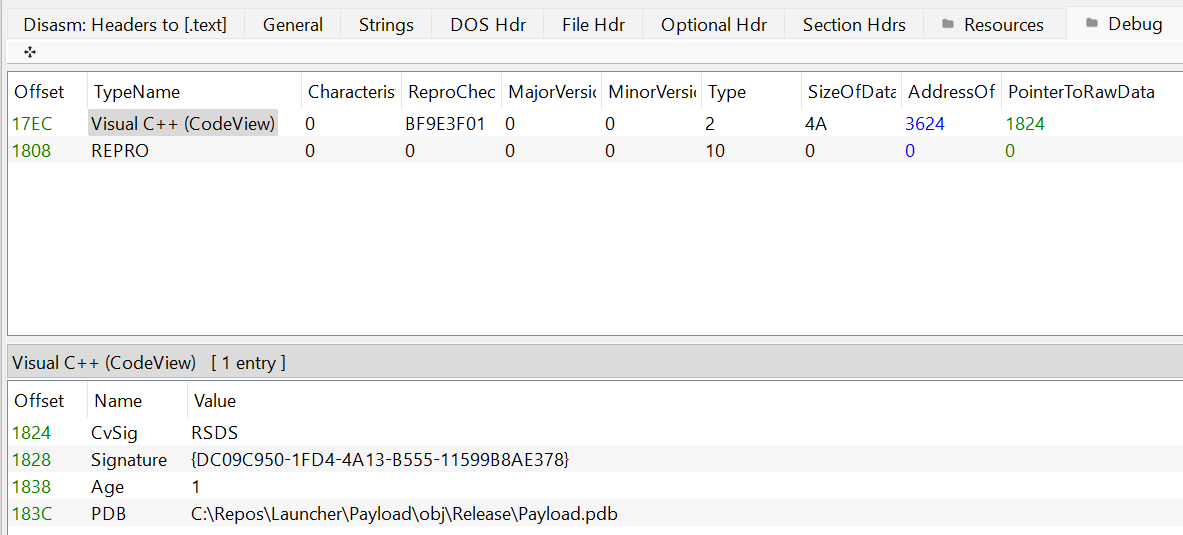 Disasm: Headers to [.text] General Strings DOS Hdr File Hdr Optional Hdr Section Hdrs Resources Debug
Offset TypeName Characteris ReproChec MajorVersic MinorVersic Type SizeOfData AddressOf PointerToRawData
17EC Visual C++ (CodeView) 0 BF9E3F01 0 0 2 4A 3624 1824
1808 REPRO 0 0 0 0 10 0 0 0
Visual C++ (CodeView) [ 1 entry ]
Offset Name Value
1824 CvSig RSDS
1828 Signature {DC09C950-1FD4-4A13-B555-11599B8AE378}
1838 Age 1
183C PDB C:\Repos\Launcher\Payload\obj\Release\Payload.pdb